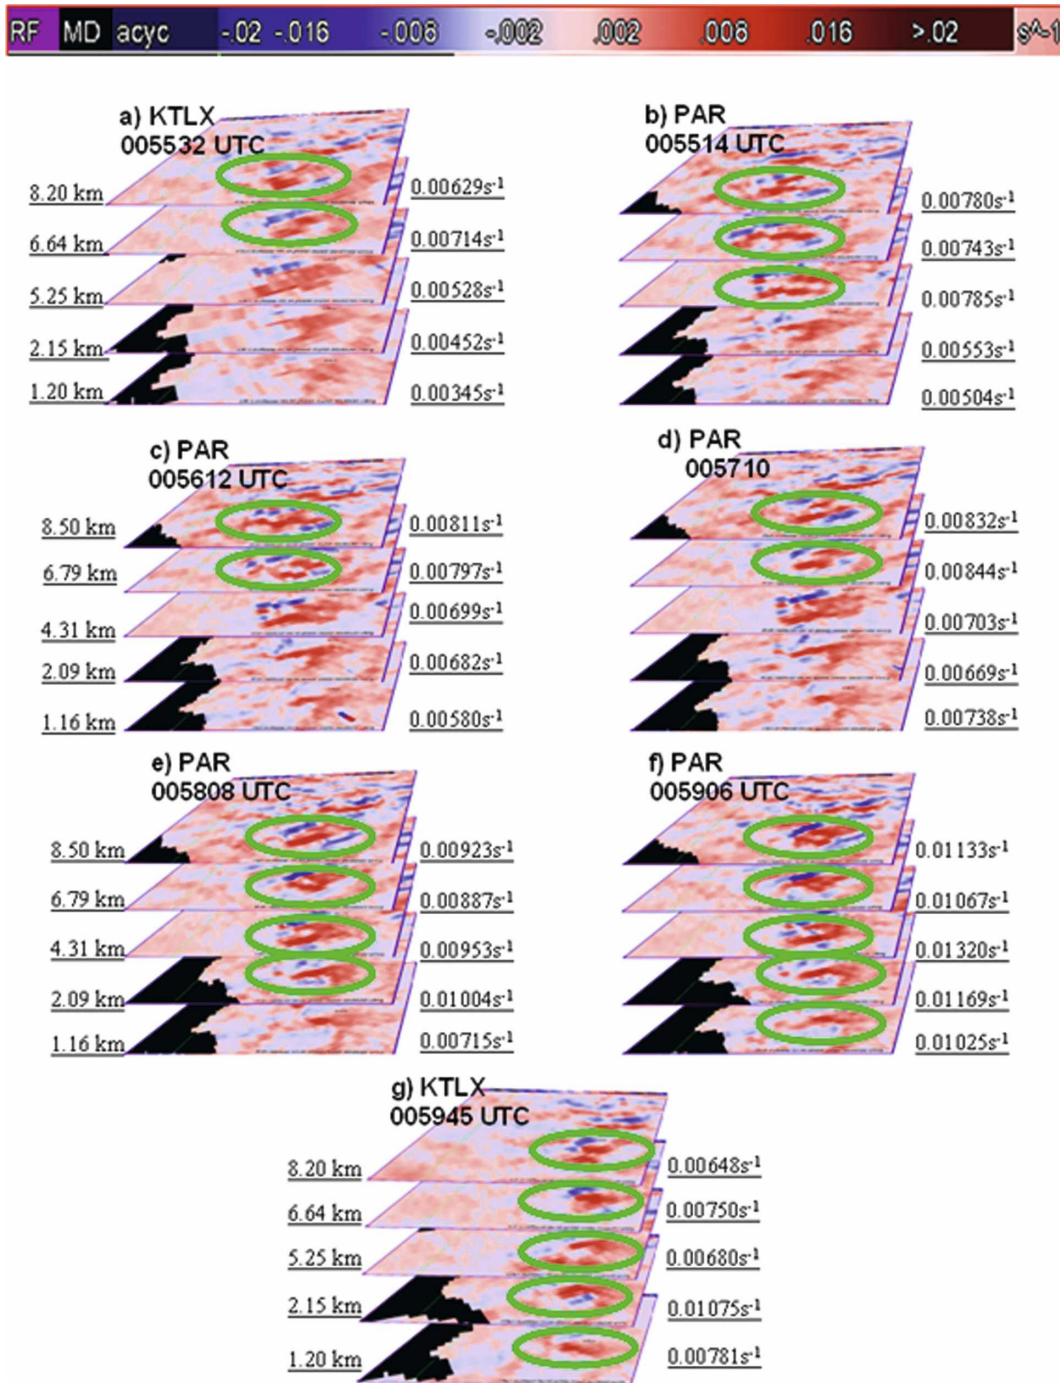 RF MD acyc -.02 -.016 -.008 -.002 .002 .008 .016 >.02 s^-1
a) KTLX
005532 UTC
8.20 km 0.00629s⁻¹
6.64 km 0.00714s⁻¹
5.25 km 0.00528s⁻¹
2.15 km 0.00452s⁻¹
1.20 km 0.00345s⁻¹
b) PAR
005514 UTC
0.00780s⁻¹
0.00743s⁻¹
0.00785s⁻¹
0.00553s⁻¹
0.00504s⁻¹
c) PAR
005612 UTC
8.50 km 0.00811s⁻¹
6.79 km 0.00797s⁻¹
4.31 km 0.00699s⁻¹
2.09 km 0.00682s⁻¹
1.16 km 0.00580s⁻¹
d) PAR
005710
0.00832s⁻¹
0.00844s⁻¹
0.00703s⁻¹
0.00669s⁻¹
0.00738s⁻¹
e) PAR
005808 UTC
8.50 km 0.00923s⁻¹
6.79 km 0.00887s⁻¹
4.31 km 0.00953s⁻¹
2.09 km 0.01004s⁻¹
1.16 km 0.00715s⁻¹
f) PAR
005906 UTC
0.01133s⁻¹
0.01067s⁻¹
0.01320s⁻¹
0.01169s⁻¹
0.01025s⁻¹
g) KTLX
005945 UTC
8.20 km 0.00648s⁻¹
6.64 km 0.00750s⁻¹
5.25 km 0.00680s⁻¹
2.15 km 0.01075s⁻¹
1.20 km 0.00781s⁻¹